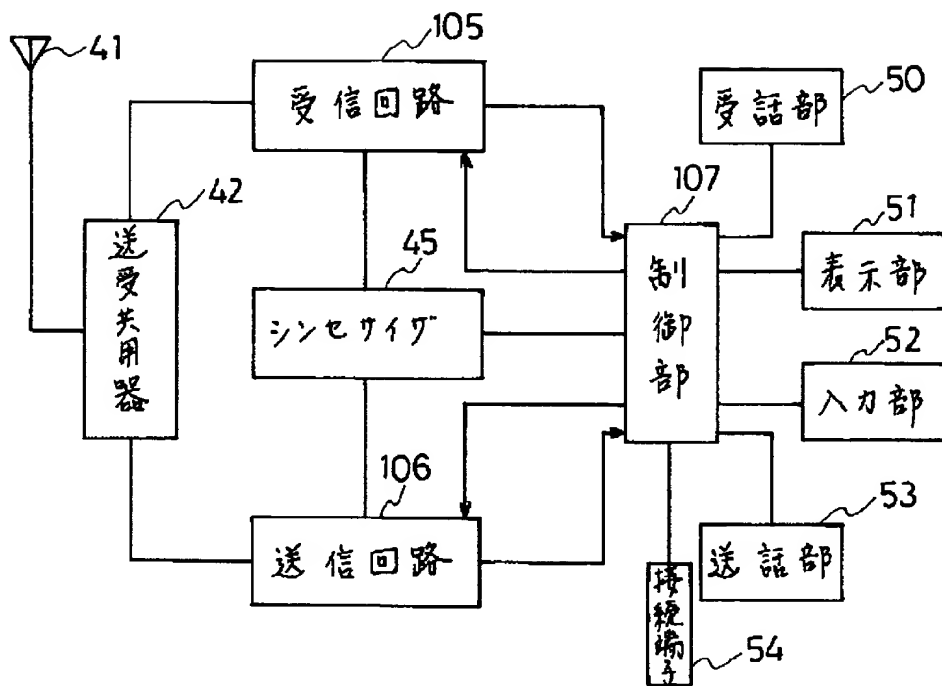 105
41
受信回路
50
受話部
42
送受共用器
107
制御部
51
表示部
45
シンセサイザ
52
入力部
106
送信回路
53
送話部
接続端子
54